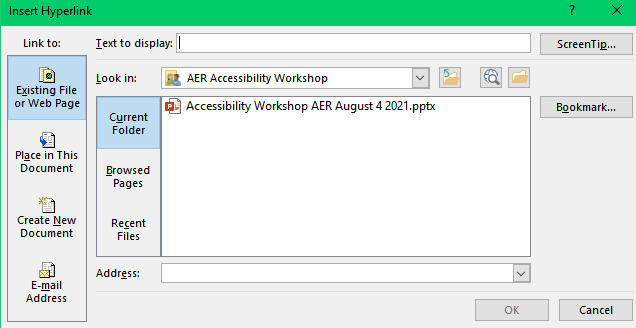 Insert Hyperlink
? ×
Link to:
Text to display:
ScreenTip...
Existing File
or Web Page
Look in:
AER Accessibility Workshop
Current
Folder
Accessibility Workshop AER August 4 2021.pptx
Bookmark...
Place in This
Document
Browsed
Pages
Create New
Document
Recent
Files
E-mail
Address
Address:
OK
Cancel